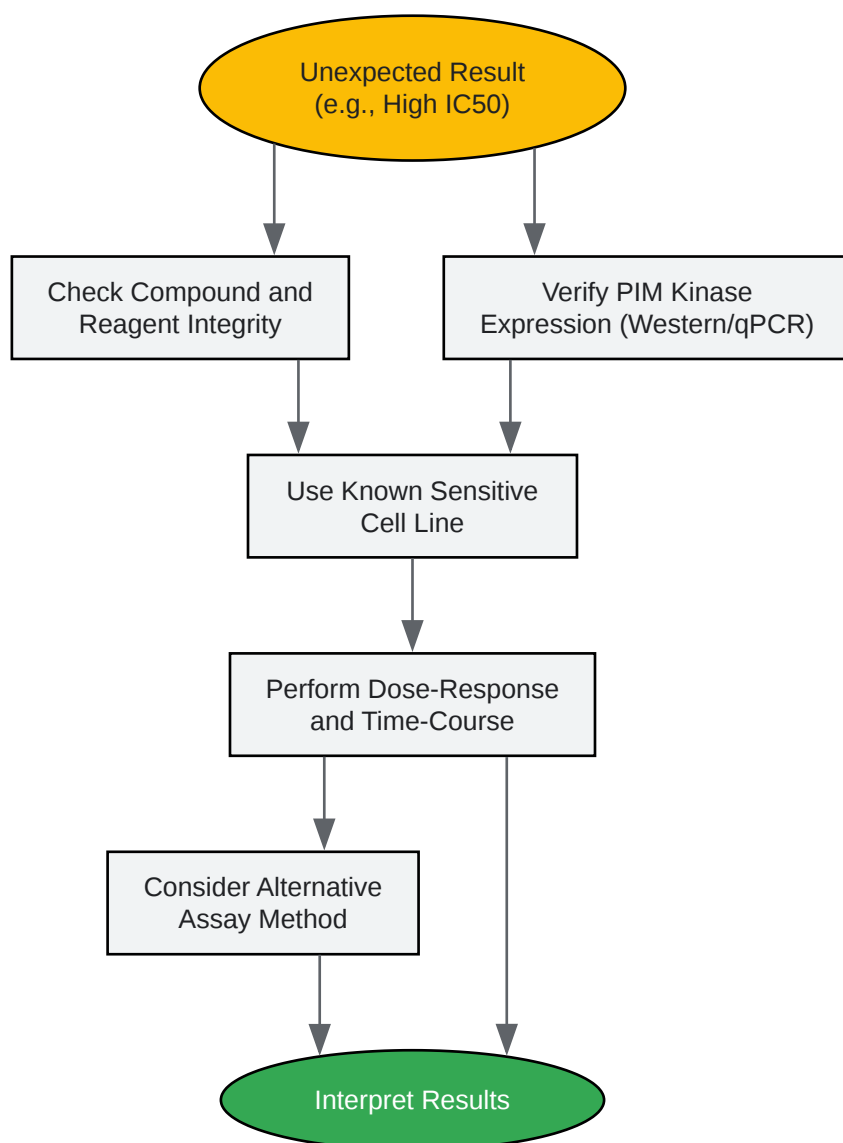 Unexpected Result
(e.g., High IC50)
Check Compound and
Reagent Integrity
Verify PIM Kinase
Expression (Western/qPCR)
Use Known Sensitive
Cell Line
Perform Dose-Response
and Time-Course
Consider Alternative
Assay Method
Interpret Results